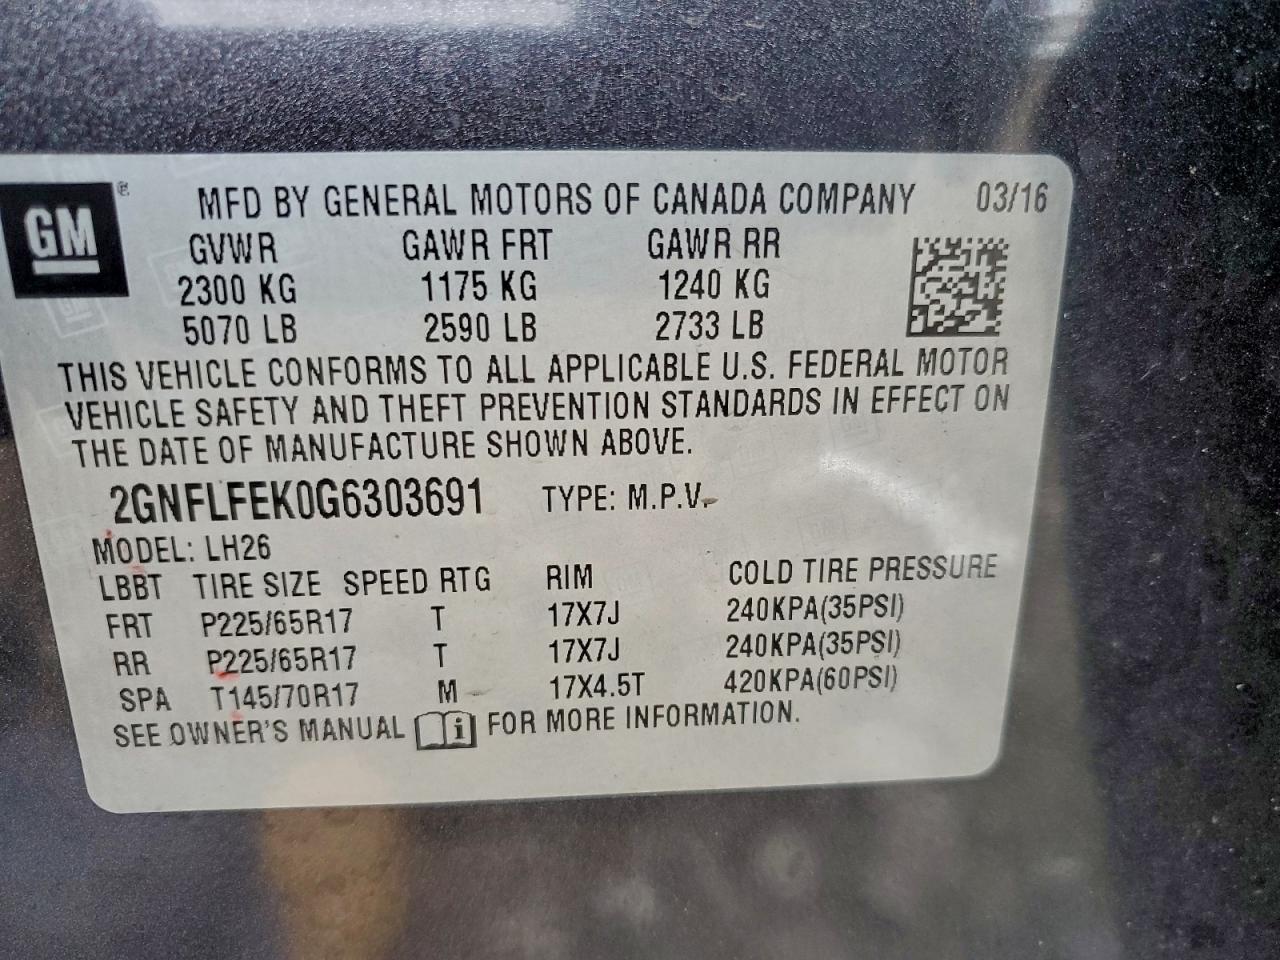 GM ®
MFD BY GENERAL MOTORS OF CANADA COMPANY 03/16
GVWR GAWR FRT GAWR RR
2300 KG 1175 KG 1240 KG
5070 LB 2590 LB 2733 LB
THIS VEHICLE CONFORMS TO ALL APPLICABLE U.S. FEDERAL MOTOR
VEHICLE SAFETY AND THEFT PREVENTION STANDARDS IN EFFECT ON
THE DATE OF MANUFACTURE SHOWN ABOVE.
2GNFLFEK0G6303691 TYPE: M.P.V.
MODEL: LH26
LBBT TIRE SIZE SPEED RTG RIM COLD TIRE PRESSURE
FRT P225/65R17 T 17X7J 240KPA(35PSI)
RR P225/65R17 T 17X7J 240KPA(35PSI)
SPA T145/70R17 M 17X4.5T 420KPA(60PSI)
SEE OWNER'S MANUAL i FOR MORE INFORMATION.